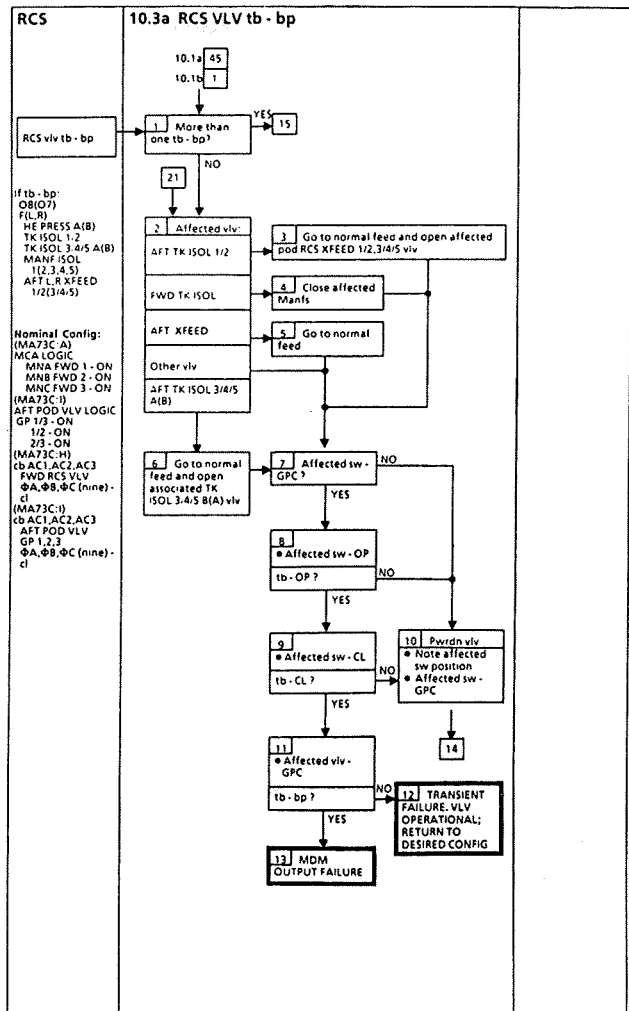 RCS
10.3a RCS VLV tb - bp
10.1a 45
10.1b 1
RCS vlv tb - bp
1 More than
one tb - bp?
YES
15
NO
21
If tb - bp:
O8(O7)
F(L,R)
HE PRESS A(B)
TK ISOL 1-2
TK ISOL 3-4/5 A(B)
MANF ISOL
1(2,3,4,5)
AFT L,R XFEED
1/2(3/4/5)
Nominal Config:
(MA73C:A)
MCA LOGIC
MNA FWD 1 - ON
MNB FWD 2 - ON
MNC FWD 3 - ON
(MA73C:I)
AFT POD VLV LOGIC
GP 1/3 - ON
1/2 - ON
2/3 - ON
(MA73C:H)
cb AC1,AC2,AC3
FWD RCS VLV
ΦA,ΦB,ΦC (nine) -
cl
(MA73C:I)
cb AC1,AC2,AC3
AFT POD VLV
GP 1,2,3
ΦA,ΦB,ΦC (nine) -
cl
2 Affected vlv:
AFT TK ISOL 1/2
FWD TK ISOL
AFT XFEED
Other vlv
AFT TK ISOL 3/4/5
A(B)
3 Go to normal feed and open affected
pod RCS XFEED 1/2,3/4/5 vlv
4 Close affected
Manfs
5 Go to normal
feed
6 Go to normal
feed and open
associated TK
ISOL 3-4/5 B(A) vlv
7 Affected sw -
GPC ?
NO
YES
8
• Affected sw - OP
tb - OP ?
NO
YES
9
• Affected sw - CL
tb - CL ?
NO
YES
10 Pwrdn vlv
• Note affected
sw position
• Affected sw -
GPC
14
11
• Affected vlv -
GPC
tb - bp ?
NO
YES
12 TRANSIENT
FAILURE. VLV
OPERATIONAL;
RETURN TO
DESIRED CONFIG
13 MDM
OUTPUT FAILURE